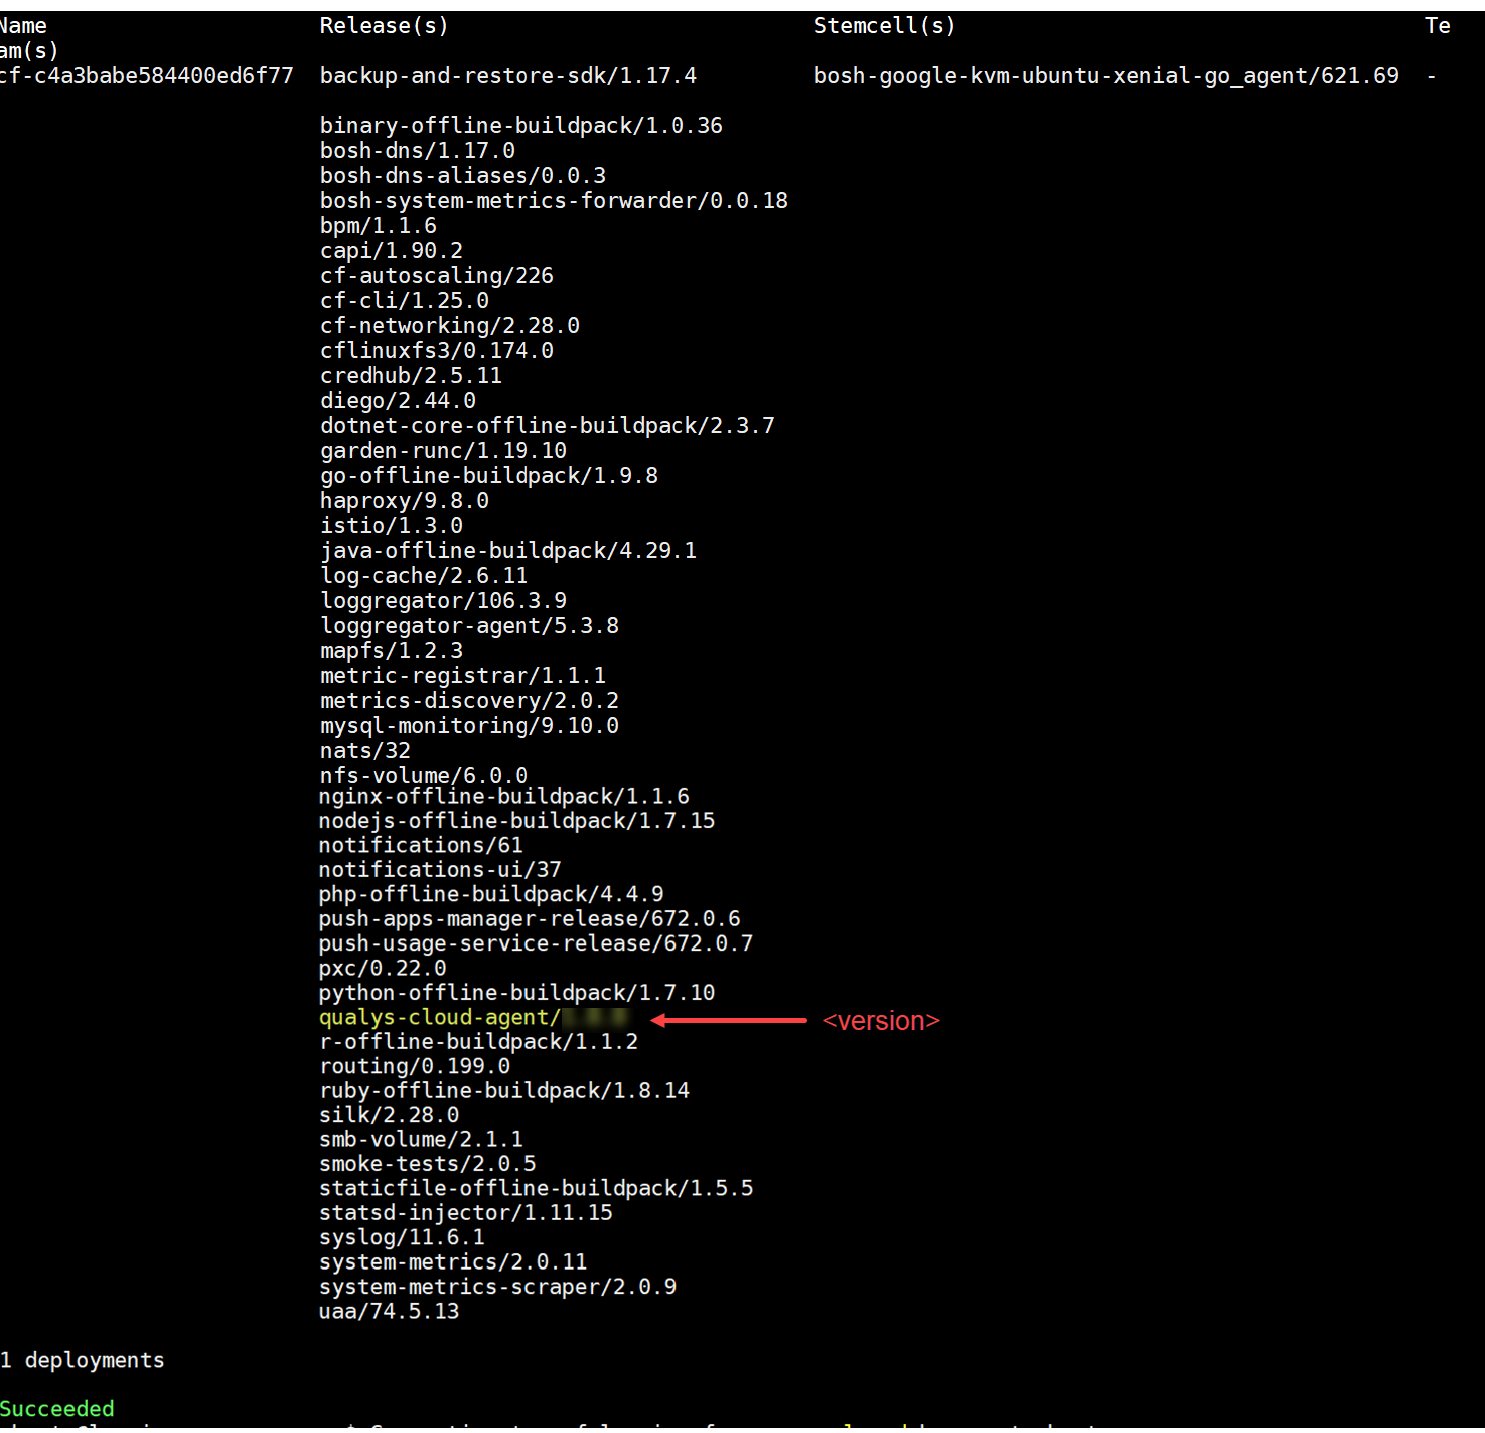 Name Release(s) Stemcell(s) Te
am(s)
cf-c4a3babe584400ed6f77 backup-and-restore-sdk/1.17.4 bosh-google-kvm-ubuntu-xenial-go_agent/621.69 -
binary-offline-buildpack/1.0.36
bosh-dns/1.17.0
bosh-dns-aliases/0.0.3
bosh-system-metrics-forwarder/0.0.18
bpm/1.1.6
capi/1.90.2
cf-autoscaling/226
cf-cli/1.25.0
cf-networking/2.28.0
cflinuxfs3/0.174.0
credhub/2.5.11
diego/2.44.0
dotnet-core-offline-buildpack/2.3.7
garden-runc/1.19.10
go-offline-buildpack/1.9.8
haproxy/9.8.0
istio/1.3.0
java-offline-buildpack/4.29.1
log-cache/2.6.11
loggregator/106.3.9
loggregator-agent/5.3.8
mapfs/1.2.3
metric-registrar/1.1.1
metrics-discovery/2.0.2
mysql-monitoring/9.10.0
nats/32
nfs-volume/6.0.0
nginx-offline-buildpack/1.1.6
nodejs-offline-buildpack/1.7.15
notifications/61
notifications-ui/37
php-offline-buildpack/4.4.9
push-apps-manager-release/672.0.6
push-usage-service-release/672.0.7
pxc/0.22.0
python-offline-buildpack/1.7.10
qualys-cloud-agent/ <version>
r-offline-buildpack/1.1.2
routing/0.199.0
ruby-offline-buildpack/1.8.14
silk/2.28.0
smb-volume/2.1.1
smoke-tests/2.0.5
staticfile-offline-buildpack/1.5.5
statsd-injector/1.11.15
syslog/11.6.1
system-metrics/2.0.11
system-metrics-scraper/2.0.9
uaa/74.5.13
1 deployments
Succeeded